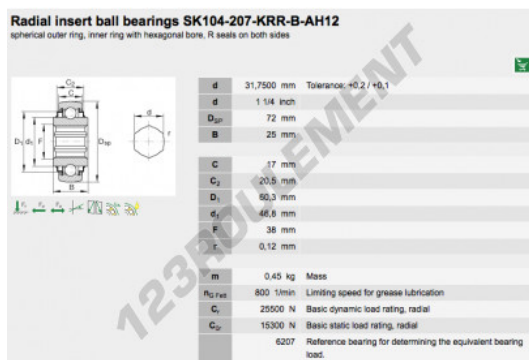 Radial insert ball bearings SK104-207-KRR-B-AH12
spherical outer ring, inner ring with hexagonal bore, R seals on both sides
C2
C
d
D1 d1 F Dsp r
B
d 31,7500 mm Tolerance: +0,2 / +0,1
d 1 1/4 inch
DSP 72 mm
B 25 mm
C 17 mm
C2 20,5 mm
D1 60,3 mm
d1 46,8 mm
F 38 mm
r 0,12 mm
m 0,45 kg Mass
nG Fett 800 1/min Limiting speed for grease lubrication
Cr 25500 N Basic dynamic load rating, radial
C0r 15300 N Basic static load rating, radial
6207 Reference bearing for determining the equivalent bearing
load.
123ROULEMENT